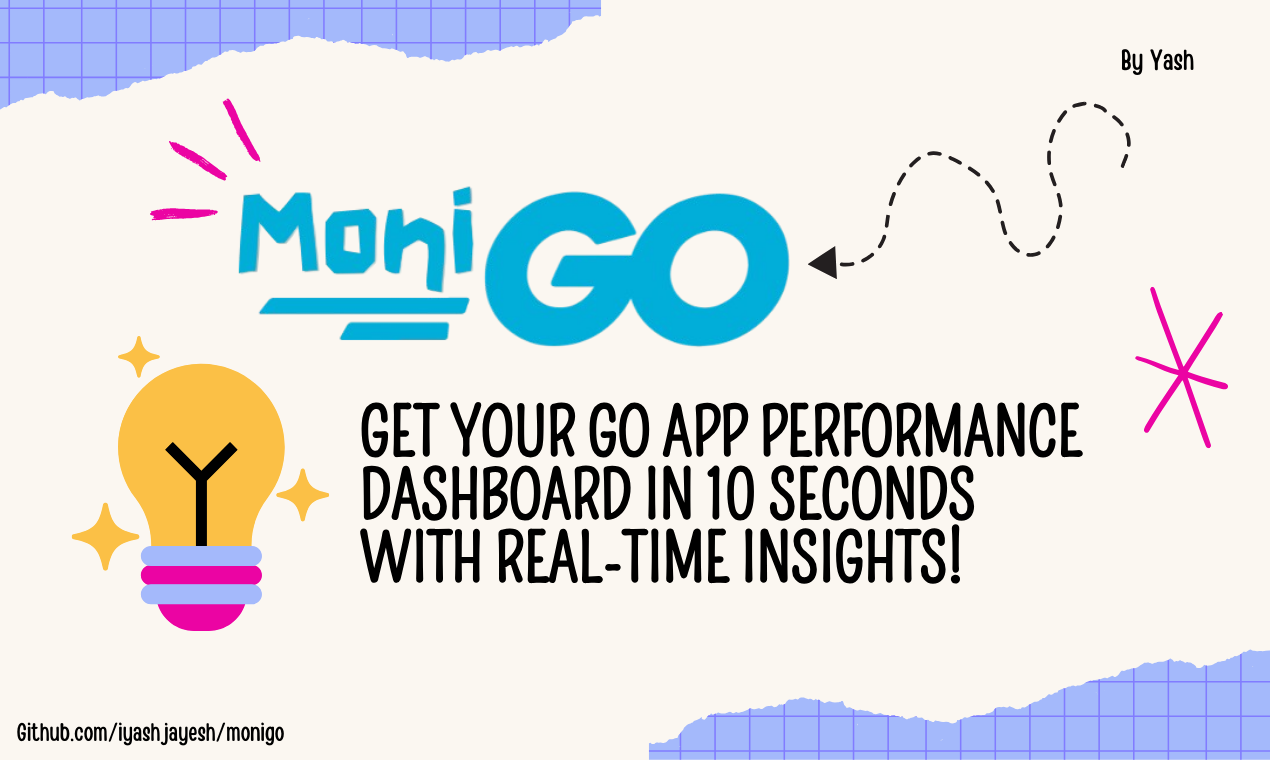 By Yash
MoniGO
GET YOUR GO APP PERFORMANCE
DASHBOARD IN 10 SECONDS
WITH REAL-TIME INSIGHTS!
Github.com/iyashjayesh/monigo